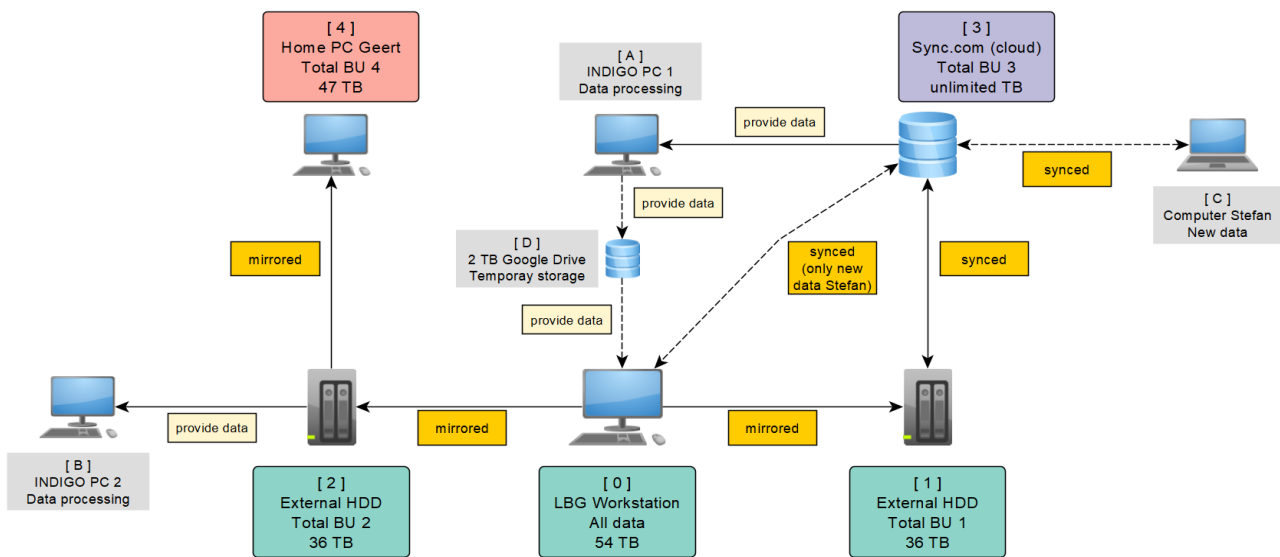 [ 4 ]
Home PC Geert
Total BU 4
47 TB
[ A ]
INDIGO PC 1
Data processing
[ 3 ]
Sync.com (cloud)
Total BU 3
unlimited TB
provide data
synced
[ C ]
Computer Stefan
New data
provide data
[ D ]
2 TB Google Drive
Temporay storage
mirrored
synced
(only new
data Stefan)
synced
provide data
provide data
mirrored
mirrored
[ B ]
INDIGO PC 2
Data processing
[ 2 ]
External HDD
Total BU 2
36 TB
[ 0 ]
LBG Workstation
All data
54 TB
[ 1 ]
External HDD
Total BU 1
36 TB